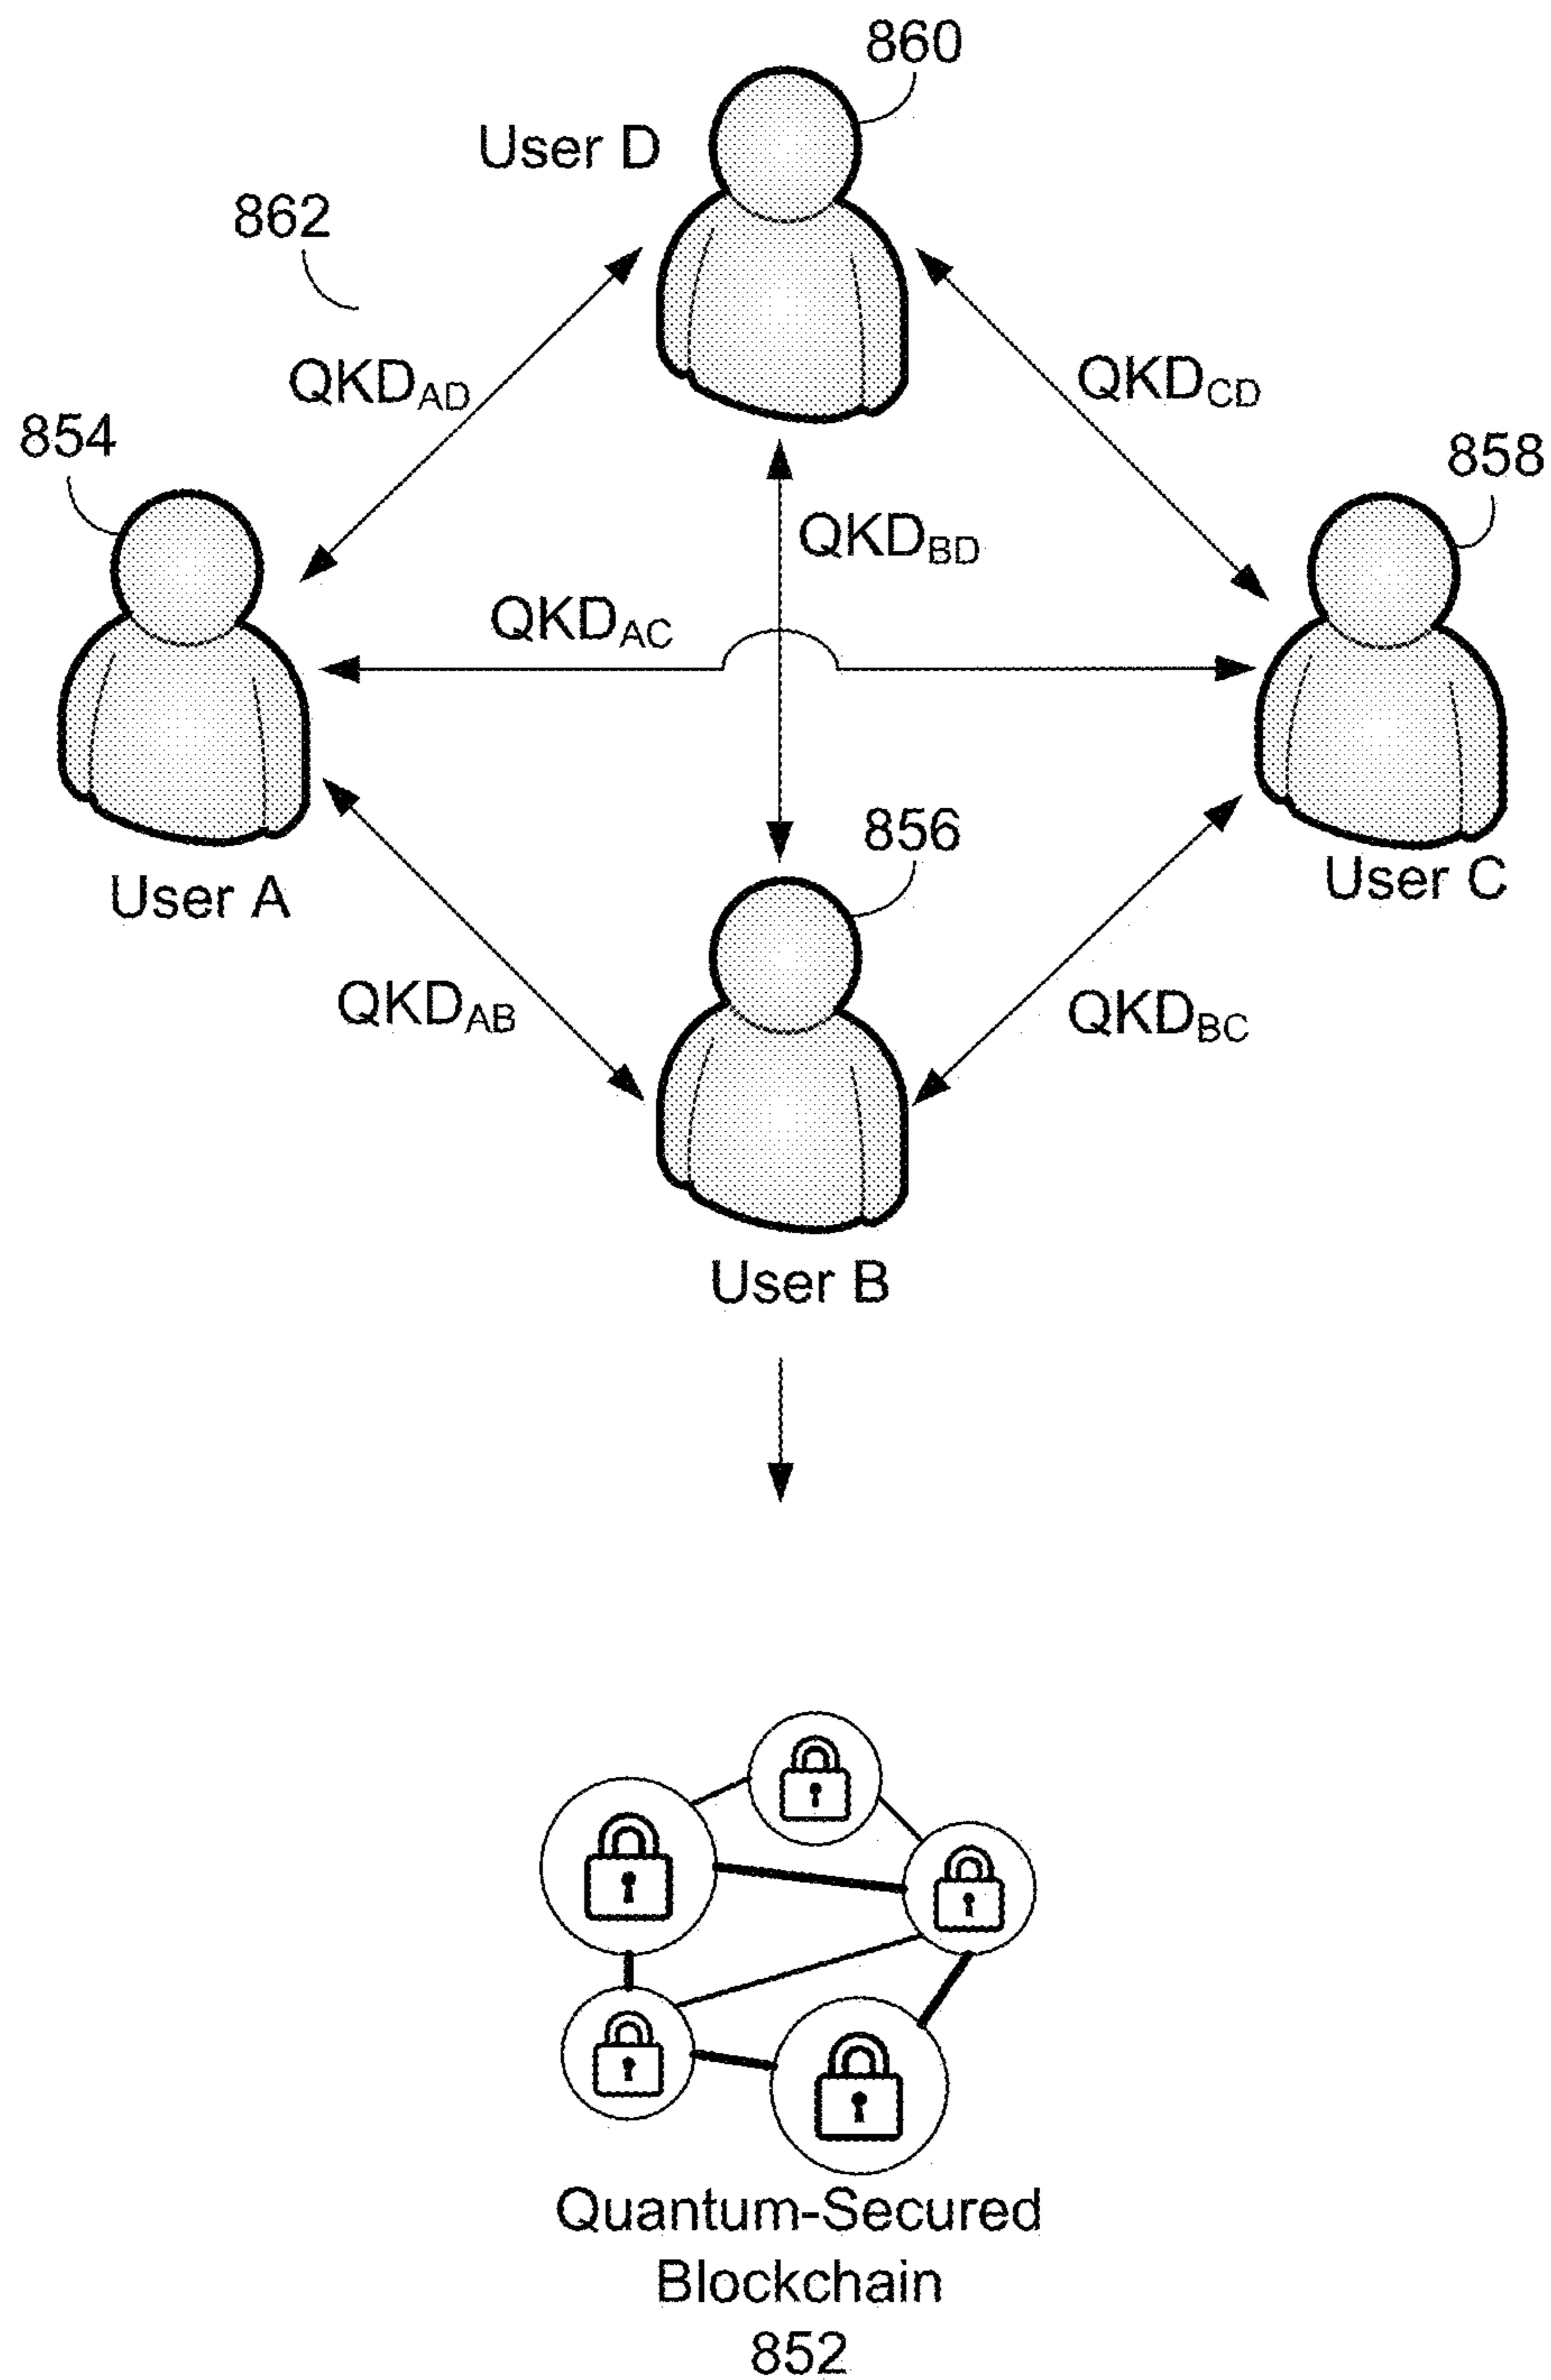 860
User D
862
QKDAD
QKDCD
854
858
QKDBD
QKDAC
856
User A
User C
QKDAB
QKDBC
User B
Quantum-Secured
Blockchain
852